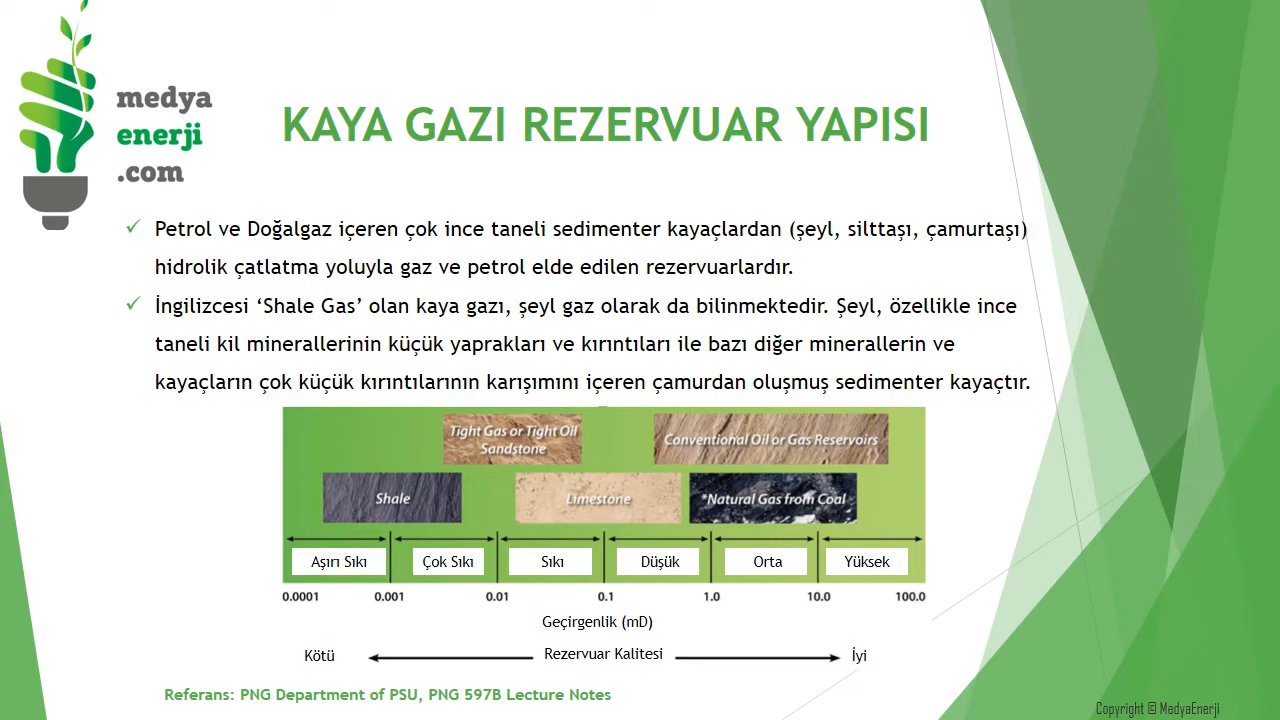 medya
enerji
.com
KAYA GAZI REZERVUAR YAPISI
✓ Petrol ve Doğalgaz içeren çok ince taneli sedimenter kayaçlardan (şeyl, silttaşı, çamurtaşı)
hidrolik çatlatma yoluyla gaz ve petrol elde edilen rezervuarlardır.
✓ İngilizcesi ‘Shale Gas’ olan kaya gazı, şeyl gaz olarak da bilinmektedir. Şeyl, özellikle ince
taneli kil minerallerinin küçük yaprakları ve kırıntıları ile bazı diğer minerallerin ve
kayaçların çok küçük kırıntılarının karışımını içeren çamurdan oluşmuş sedimenter kayaçtır.
Tight Gas or Tight Oil
Sandstone
Conventional Oil or Gas Reservoirs
Shale
Limestone
*Natural Gas from Coal
Aşırı Sıkı Çok Sıkı Sıkı Düşük Orta Yüksek
0.0001 0.001 0.01 0.1 1.0 10.0 100.0
Geçirgenlik (mD)
Kötü Rezervuar Kalitesi İyi
Referans: PNG Department of PSU, PNG 597B Lecture Notes
Copyright © MedyaEnerji